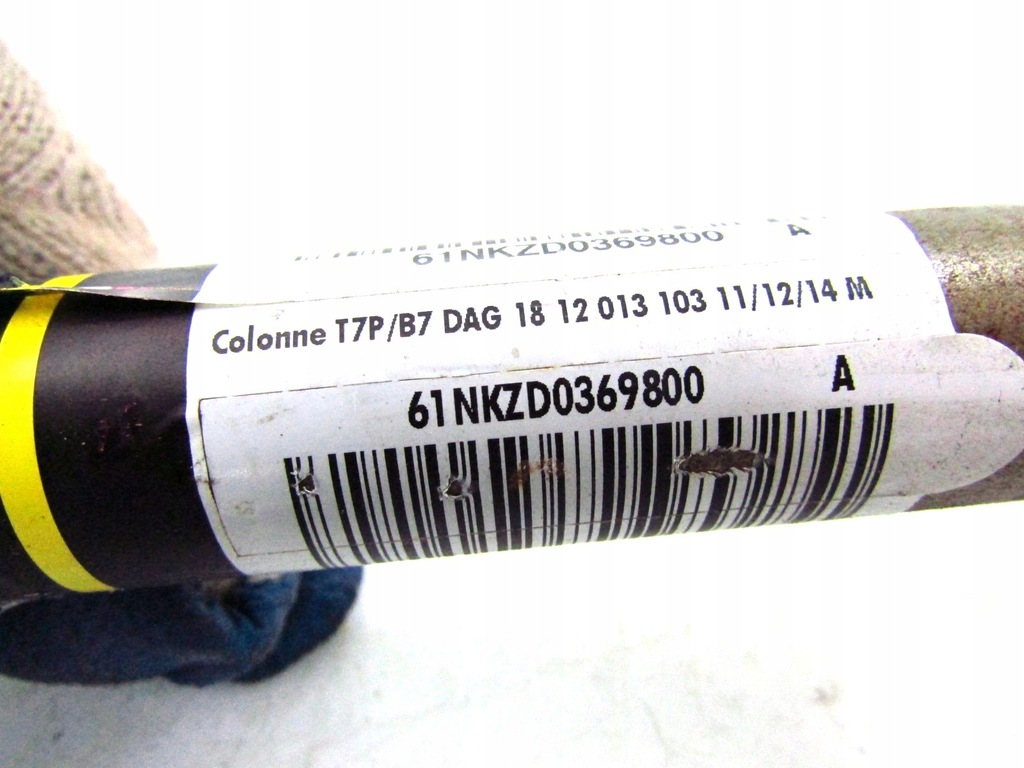 61NKZD0369800 A
Colonne T7P/B7 DAG 18 12 013 103 11/12/14 M
61NKZD0369800 A